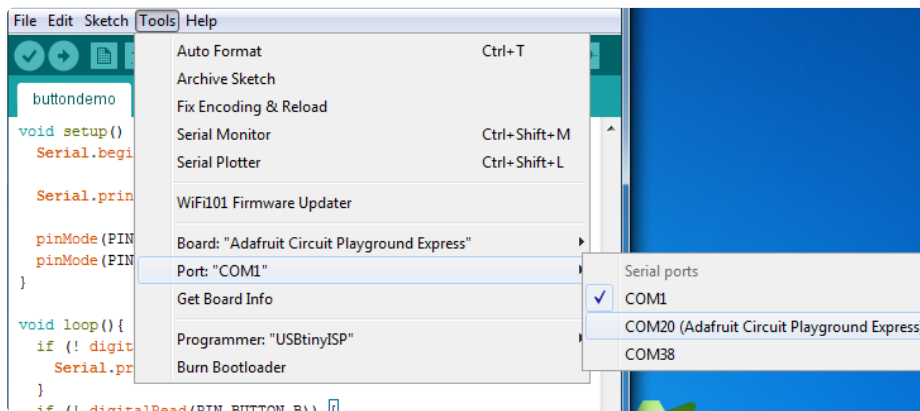 File Edit Sketch Tools Help
Auto Format Ctrl+T
Archive Sketch
Fix Encoding & Reload
Serial Monitor Ctrl+Shift+M
Serial Plotter Ctrl+Shift+L
WiFi101 Firmware Updater
Board: "Adafruit Circuit Playground Express"
Port: "COM1"
Get Board Info
Programmer: "USBtinyISP"
Burn Bootloader
Serial ports
COM1
COM20 (Adafruit Circuit Playground Express
COM38
buttondemo
void setup()
Serial.begi
Serial.prin
pinMode(PIN
pinMode(PIN
}
void loop(){
if (! digit
Serial.pr
}
if (! digitalRead(PIN_BUTTON_B)) {